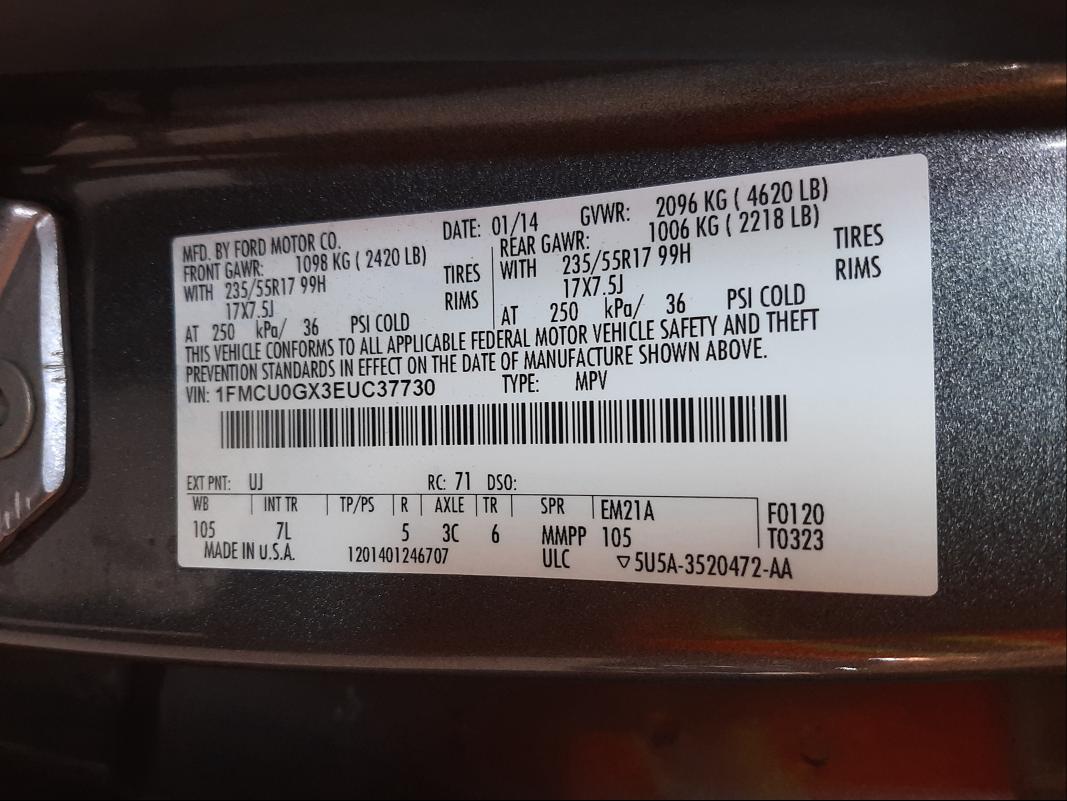 MFD. BY FORD MOTOR CO. DATE: 01/14 GVWR: 2096 KG ( 4620 LB)
FRONT GAWR: 1098 KG ( 2420 LB) REAR GAWR: 1006 KG ( 2218 LB)
WITH 235/55R17 99H TIRES WITH 235/55R17 99H TIRES
17X7.5J RIMS 17X7.5J RIMS
AT 250 kPa/ 36 PSI COLD AT 250 kPa/ 36 PSI COLD
THIS VEHICLE CONFORMS TO ALL APPLICABLE FEDERAL MOTOR VEHICLE SAFETY AND THEFT
PREVENTION STANDARDS IN EFFECT ON THE DATE OF MANUFACTURE SHOWN ABOVE.
VIN: 1FMCU0GX3EUC37730 TYPE: MPV
EXT PNT: UJ RC: 71 DSO:
WB INT TR TP/PS R AXLE TR SPR EM21A F0120
105 7L 5 3C 6 MMPP 105 T0323
MADE IN U.S.A. 1201401246707 ULC ▽5U5A-3520472-AA